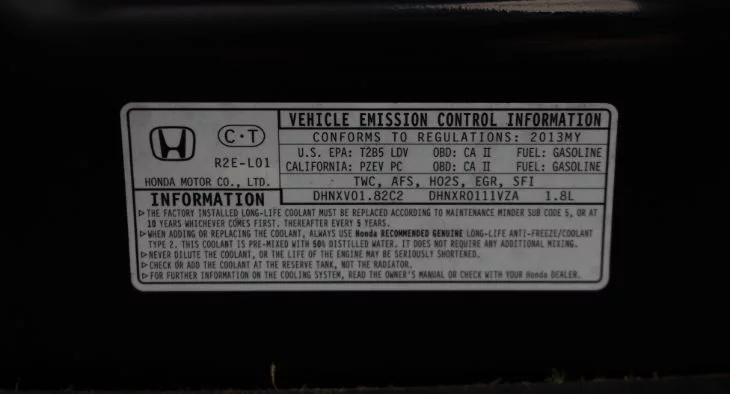 VEHICLE EMISSION CONTROL INFORMATION
C·T
CONFORMS TO REGULATIONS: 2013MY
R2E-L01
U.S. EPA: T2B5 LDV OBD: CA II FUEL: GASOLINE
CALIFORNIA: PZEV PC OBD: CA II FUEL: GASOLINE
HONDA MOTOR CO., LTD.
TWC, AFS, HO2S, EGR, SFI
INFORMATION
DHNXV01.82C2 DHNXR0111VZA 1.8L
▷THE FACTORY INSTALLED LONG-LIFE COOLANT MUST BE REPLACED ACCORDING TO MAINTENANCE MINDER SUB CODE 5, OR AT
10 YEARS WHICHEVER COMES FIRST. THEREAFTER EVERY 5 YEARS.
▷WHEN ADDING OR REPLACING THE COOLANT, ALWAYS USE Honda RECOMMENDED GENUINE LONG-LIFE ANTI-FREEZE/COOLANT
TYPE 2. THIS COOLANT IS PRE-MIXED WITH 50% DISTILLED WATER. IT DOES NOT REQUIRE ANY ADDITIONAL MIXING.
▷NEVER DILUTE THE COOLANT, OR THE LIFE OF THE ENGINE MAY BE SERIOUSLY SHORTENED.
▷CHECK OR ADD THE COOLANT AT THE RESERVE TANK, NOT THE RADIATOR.
▷FOR FURTHER INFORMATION ON THE COOLING SYSTEM, READ THE OWNER'S MANUAL OR CHECK WITH YOUR Honda DEALER.